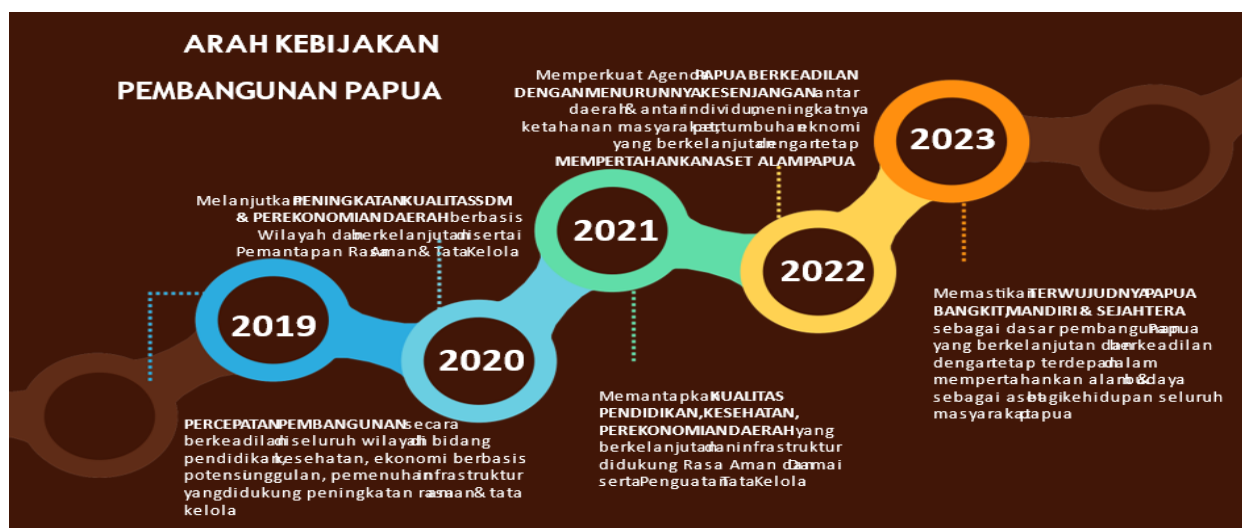 ARAH KEBIJAKAN
PEMBANGUNAN PAPUA
2019
PERCEPATAN PEMBANGUNAN secara
berkeadilan diseluruh wilayah di bidang
pendidikan, kesehatan, ekonomi berbasis
potensi unggulan, pemenuhan infrastruktur
yang didukung peningkatan rasa aman & tata
kelola
Melanjutkan PENINGKATAN KUALITAS SDM
& PEREKONOMIAN DAERAH berbasis
Wilayah dan berkelanjutan disertai
Pemantapan Rasa Aman & Tata Kelola
2020
2021
Memantapkan KUALITAS
PENDIDIKAN, KESEHATAN,
PEREKONOMIAN DAERAH yang
berkelanjutan dan infrastruktur
didukung Rasa Aman dan Damai
serta Penguatan Tata Kelola
Memperkuat Agenda PAPUA BERKEADILAN
DENGAN MENURUNNYA KESENJANGAN antar
daerah & antar individu, meningkatnya
ketahanan masyarakat, pertumbuhan eknomi
yang berkelanjutan dengan tetap
MEMPERTAHANKAN ASET ALAM PAPUA
2022
2023
Memastikan TERWUJUDNYA PAPUA
BANGKIT, MANDIRI & SEJAHTERA
sebagai dasar pembangunan Papua
yang berkelanjutan dan berkeadilan
dengan tetap terdepan dalam
mempertahankan alam & budaya
sebagai aset bagi kehidupan seluruh
masyarakat papua